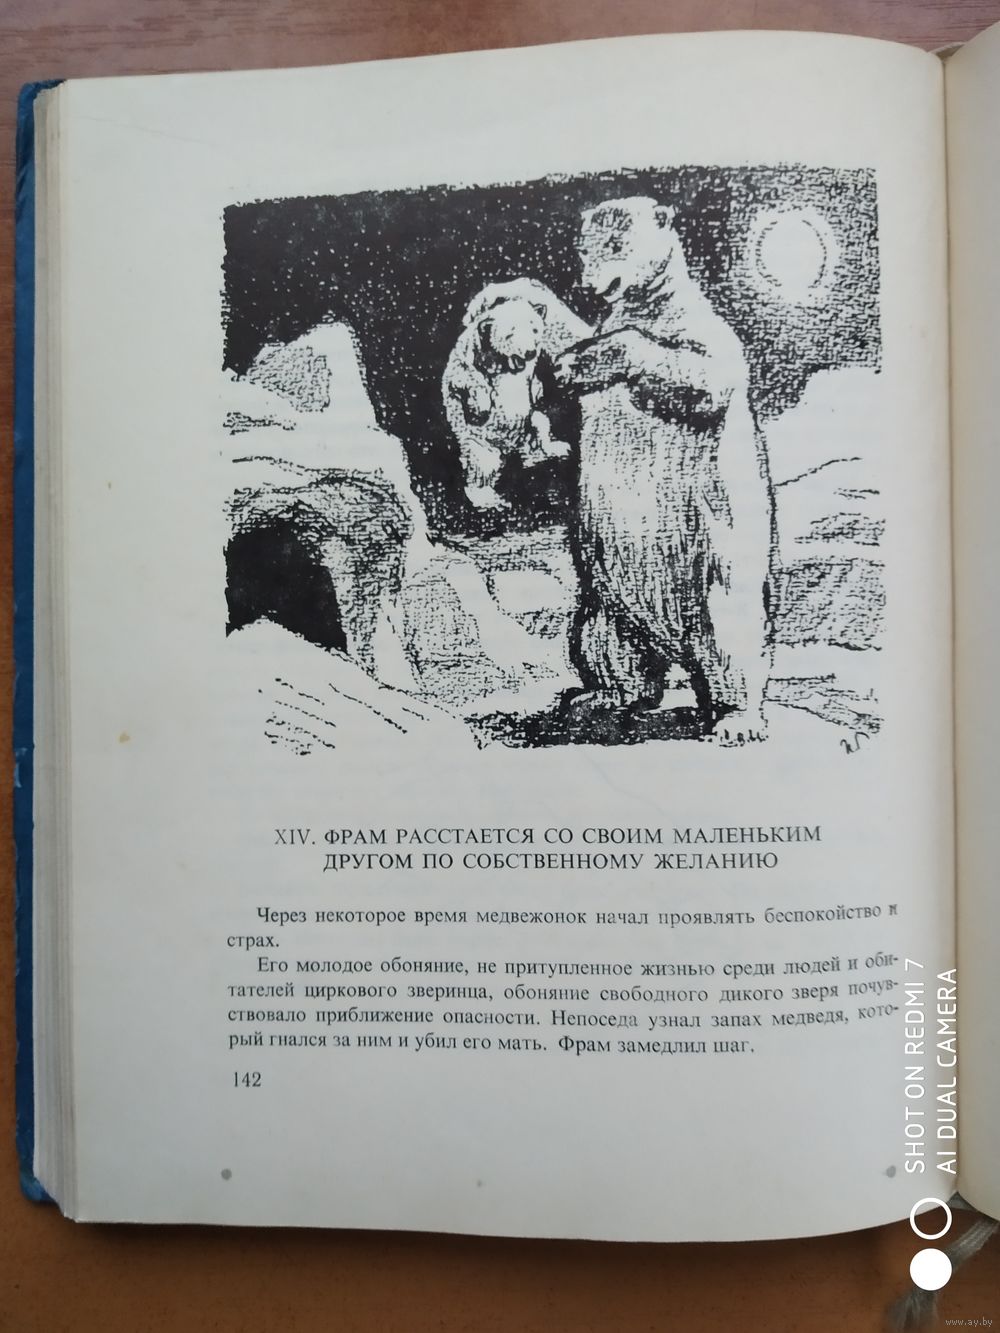 XIV. ФРАМ РАССТАЕТСЯ СО СВОИМ МАЛЕНЬКИМ
ДРУГОМ ПО СОБСТВЕННОМУ ЖЕЛАНИЮ
Через некоторое время медвежонок начал проявлять беспокойство и
страх.
Его молодое обоняние, не притупленное жизнью среди людей и оби-
тателей циркового зверинца, обоняние свободного дикого зверя почув-
ствовало приближение опасности. Непоседа узнал запах медведя, кото-
рый гнался за ним и убил его мать. Фрам замедлил шаг.
142
SHOT ON REDMI 7
AI DUAL CAMERA
www.ay.by